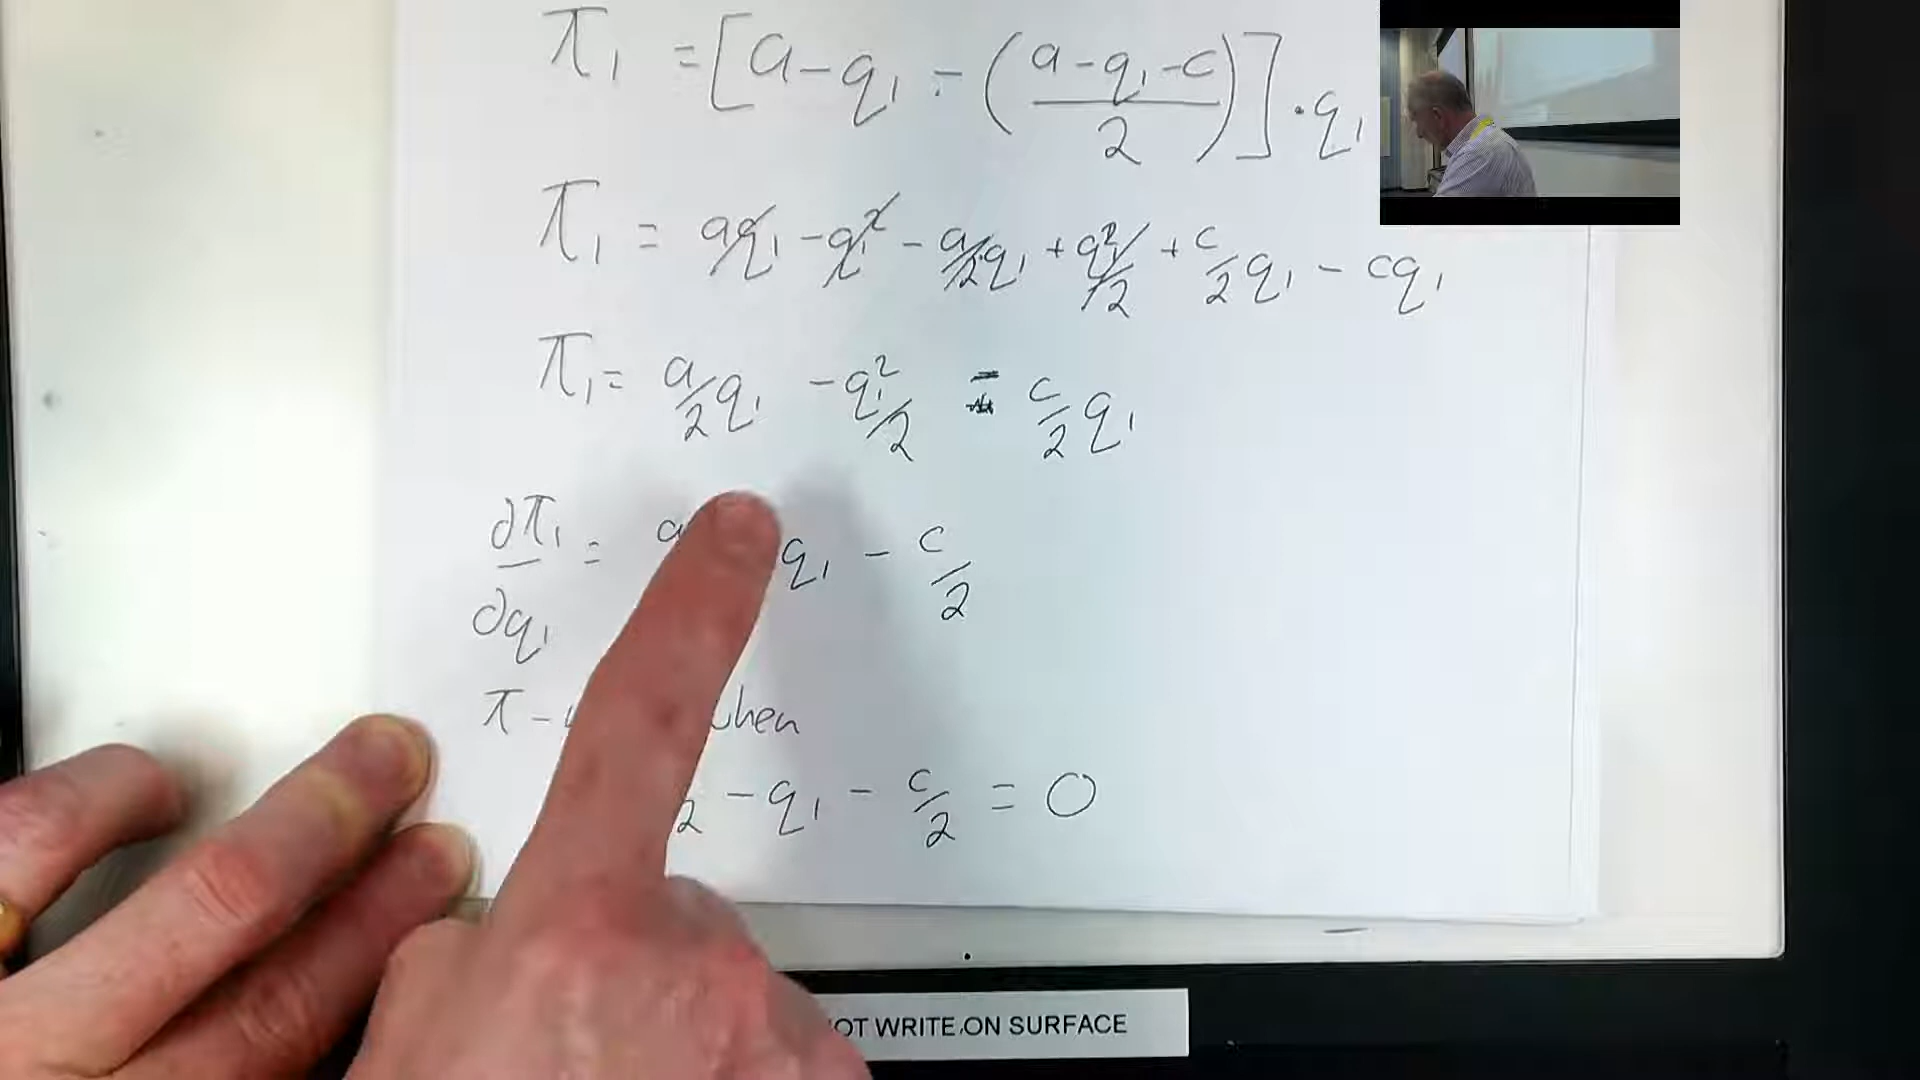 π₁ = [a - q₁ - (a - q₁ - c / 2)] · q₁
π₁ = aq₁ - q₁² - a/2 q₁ + q₁²/2 + c/2 q₁ - cq₁
π₁ = a/2 q₁ - q₁²/2 - c/2 q₁
∂π₁/∂q₁ = a q₁ - c/2
π - when
2 - q₁ - c/2 = 0
OT WRITE ON SURFACE